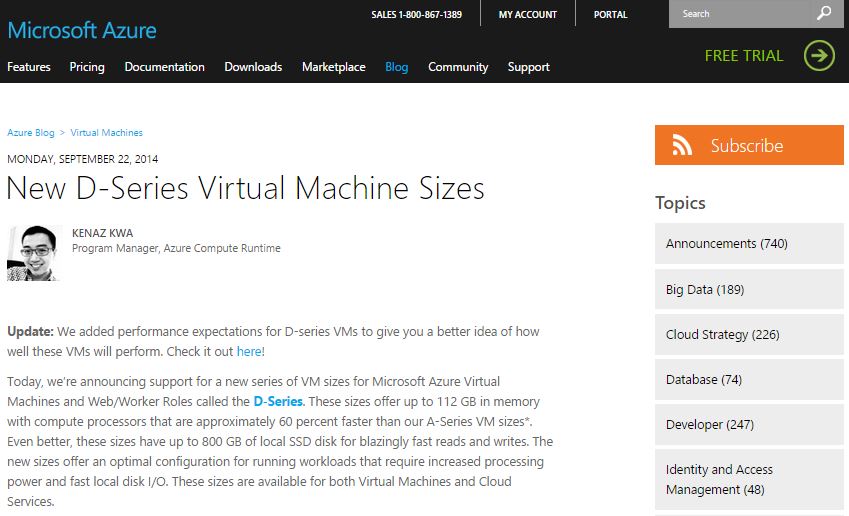 SALES 1-800-867-1389
MY ACCOUNT
PORTAL
Search
Microsoft Azure
FREE TRIAL
Features Pricing Documentation Downloads Marketplace Blog Community Support
Azure Blog > Virtual Machines
MONDAY, SEPTEMBER 22, 2014
New D-Series Virtual Machine Sizes
KENAZ KWA
Program Manager, Azure Compute Runtime
Update: We added performance expectations for D-series VMs to give you a better idea of how
well these VMs will perform. Check it out here!
Today, we're announcing support for a new series of VM sizes for Microsoft Azure Virtual
Machines and Web/Worker Roles called the D-Series. These sizes offer up to 112 GB in memory
with compute processors that are approximately 60 percent faster than our A-Series VM sizes*.
Even better, these sizes have up to 800 GB of local SSD disk for blazingly fast reads and writes. The
new sizes offer an optimal configuration for running workloads that require increased processing
power and fast local disk I/O. These sizes are available for both Virtual Machines and Cloud
Services.
Subscribe
Topics
Announcements (740)
Big Data (189)
Cloud Strategy (226)
Database (74)
Developer (247)
Identity and Access
Management (48)